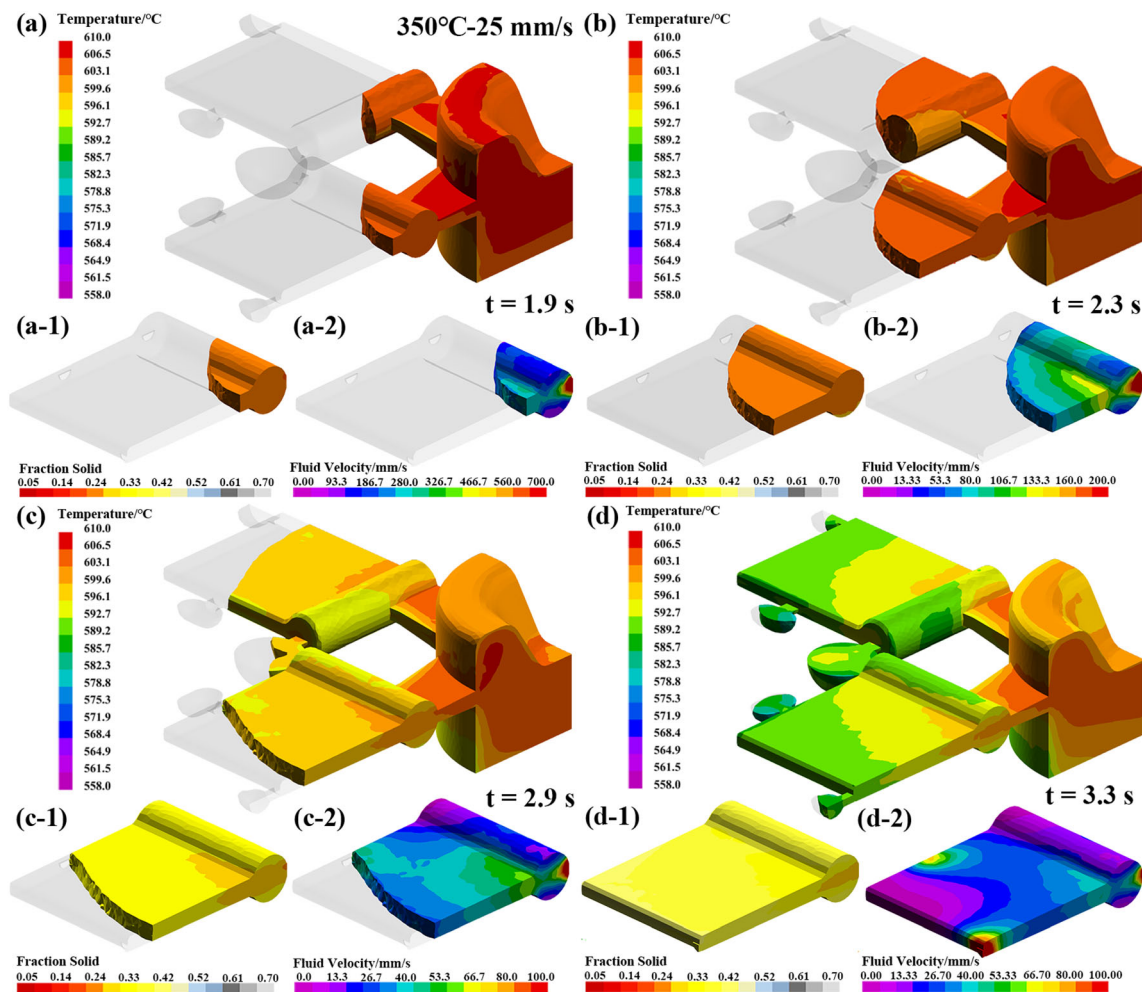 (a)
Temperature/°C
350°C-25 mm/s
610.0
606.5
603.1
599.6
596.1
592.7
589.2
585.7
582.3
578.8
575.3
571.9
568.4
564.9
561.5
558.0
t = 1.9 s
(b)
Temperature/°C
610.0
606.5
603.1
599.6
596.1
592.7
589.2
585.7
582.3
578.8
575.3
571.9
568.4
564.9
561.5
558.0
t = 2.3 s
(a-1)
Fraction Solid
0.05 0.14 0.24 0.33 0.42 0.52 0.61 0.70
(a-2)
Fluid Velocity/mm/s
0.00 93.3 186.7 280.0 326.7 466.7 560.0 700.0
(b-1)
Fraction Solid
0.05 0.14 0.24 0.33 0.42 0.52 0.61 0.70
(b-2)
Fluid Velocity/mm/s
0.00 13.33 53.3 80.0 106.7 133.3 160.0 200.0
(c)
Temperature/°C
610.0
606.5
603.1
599.6
596.1
592.7
589.2
585.7
582.3
578.8
575.3
571.9
568.4
564.9
561.5
558.0
t = 2.9 s
(d)
Temperature/°C
610.0
606.5
603.1
599.6
596.1
592.7
589.2
585.7
582.3
578.8
575.3
571.9
568.4
564.9
561.5
558.0
t = 3.3 s
(c-1)
Fraction Solid
0.05 0.14 0.24 0.33 0.42 0.52 0.61 0.70
(c-2)
Fluid Velocity/mm/s
0.0 13.3 26.7 40.0 53.3 66.7 80.0 100.0
(d-1)
Fraction Solid
0.05 0.14 0.24 0.33 0.42 0.52 0.61 0.70
(d-2)
Fluid Velocity/mm/s
0.00 13.33 26.70 40.00 53.33 66.70 80.00 100.00